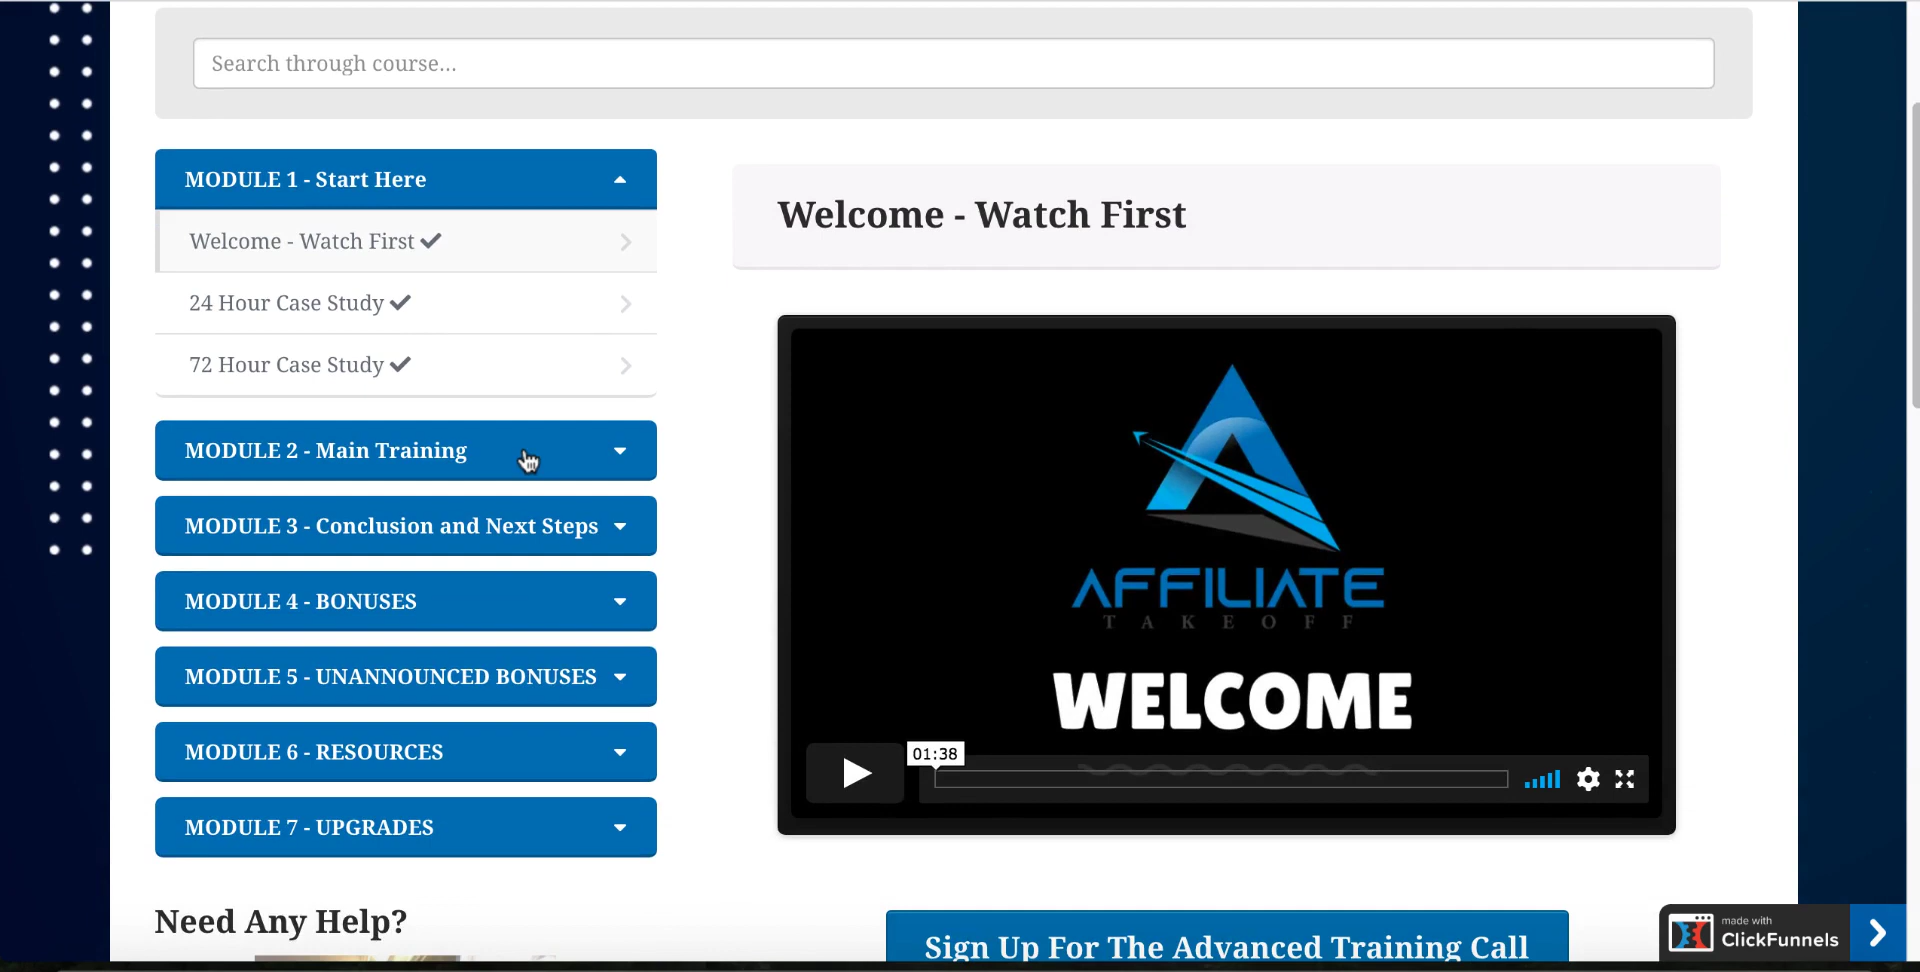 Search through course...
MODULE 1 - Start Here
Welcome - Watch First
24 Hour Case Study
72 Hour Case Study
MODULE 2 - Main Training
MODULE 3 - Conclusion and Next Steps
MODULE 4 - BONUSES
MODULE 5 - UNANNOUNCED BONUSES
MODULE 6 - RESOURCES
MODULE 7 - UPGRADES
Need Any Help?
Welcome - Watch First
AFFILIATE
TAKEOFF
WELCOME
01:38
Sign Up For The Advanced Training Call
made with
ClickFunnels